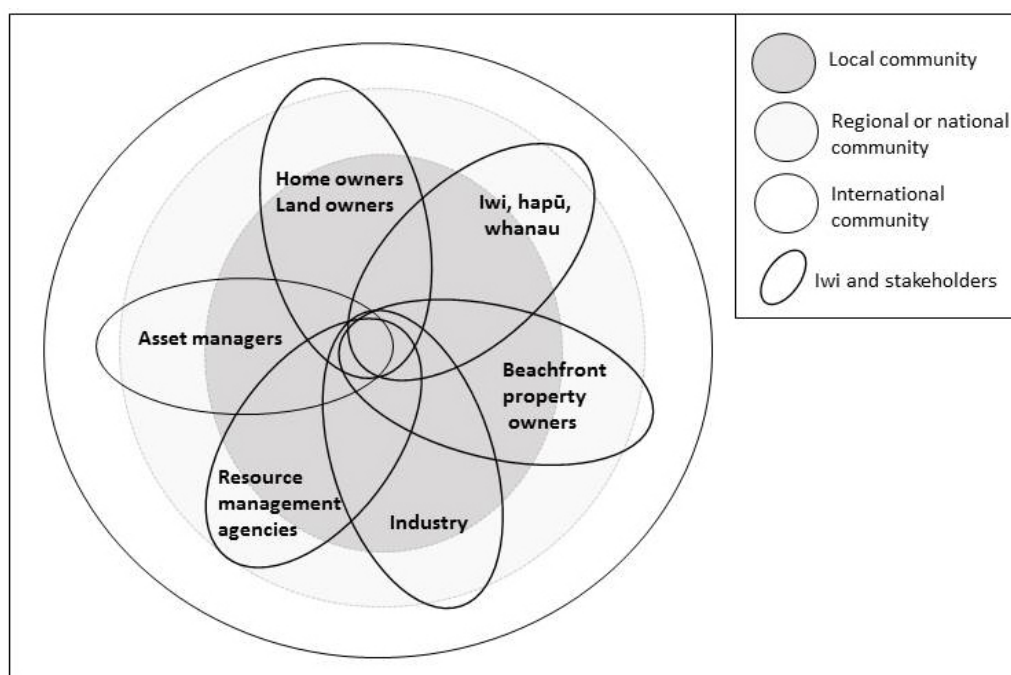 Home owners
Land owners
Iwi, hapū,
whanau
Asset managers
Beachfront
property
owners
Resource
management
agencies
Industry
Local community
Regional or national
community
International
community
Iwi and stakeholders